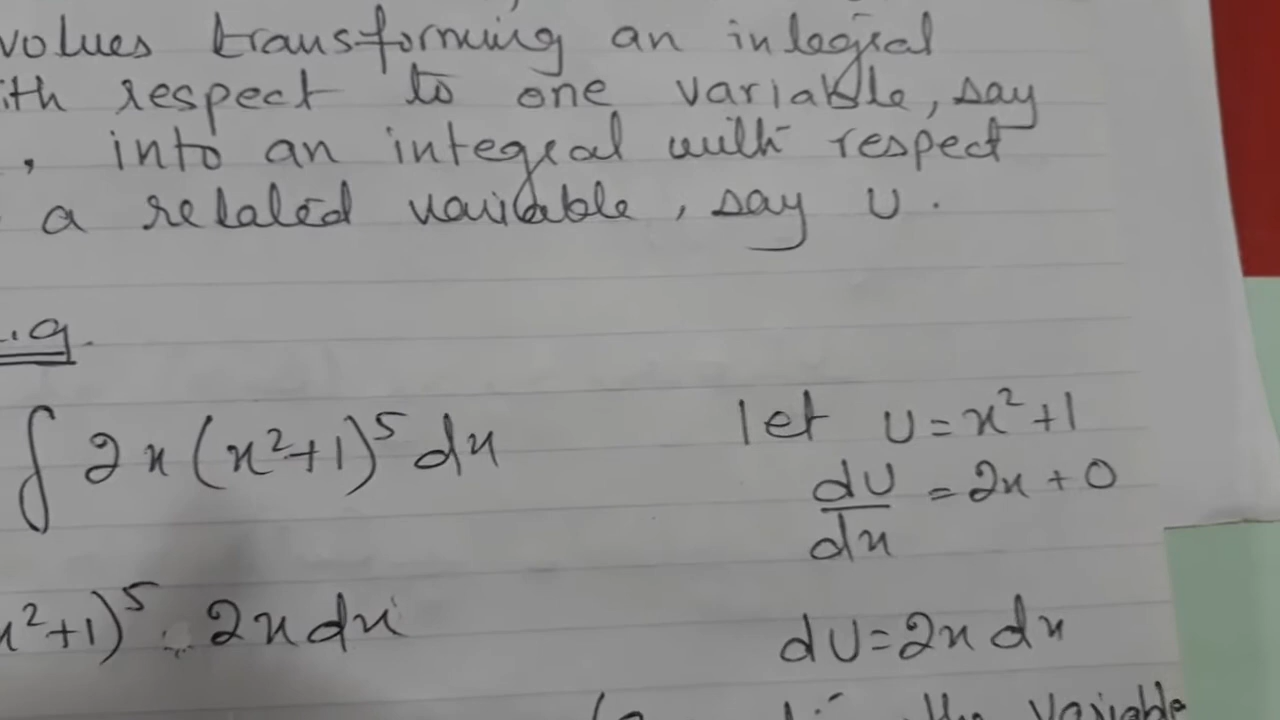 volues transforming an integral
ith respect to one variable, say
, into an integral with respect
a related variable, say u.
.g.
∫ 2x(x²+1)⁵ dx
let u = x²+1
du/dx = 2x + 0
x²+1)⁵ . 2x dx
du = 2x dx
the variable